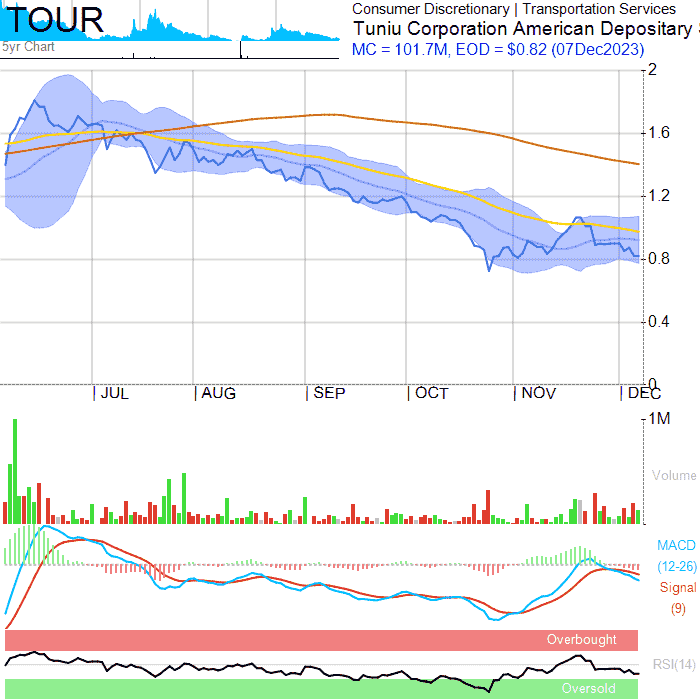 TOUR
5yr Chart
Consumer Discretionary | Transportation Services
Tuniu Corporation American Depositary S
MC = 101.7M, EOD = $0.82 (07Dec2023)
2
1.6
1.2
0.8
0.4
0
JUL AUG SEP OCT NOV DEC
1M
Volume
MACD
(12-26)
Signal
(9)
Overbought
RSI(14)
Oversold